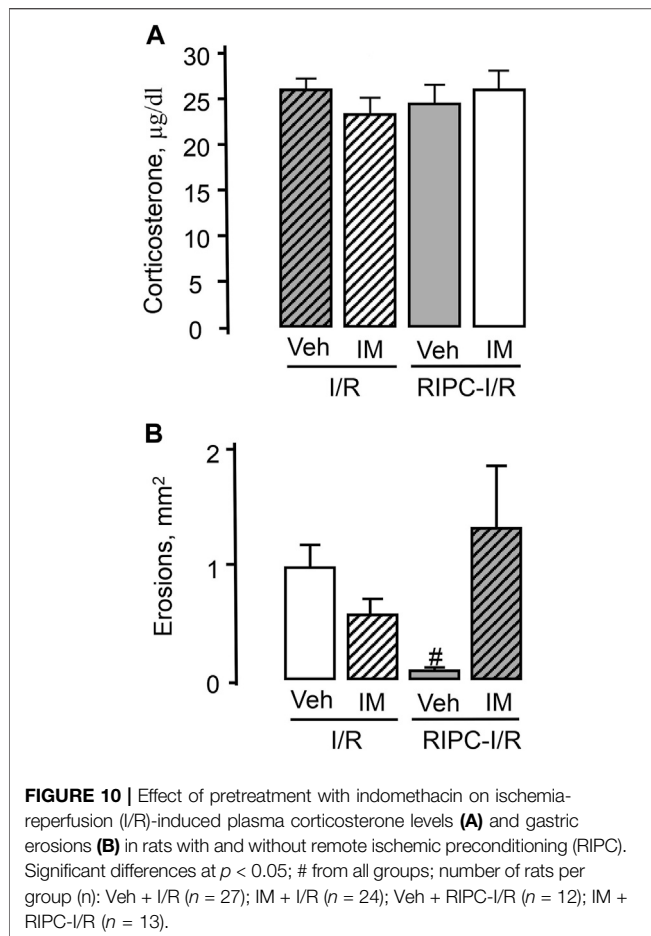 A
Corticosterone, µg/dl
30
25
20
15
10
5
0
Veh IM Veh IM
I/R RIPC-I/R
B
Erosions, mm²
2
1
0
#
Veh IM Veh IM
I/R RIPC-I/R
FIGURE 10 | Effect of pretreatment with indomethacin on ischemia-
reperfusion (I/R)-induced plasma corticosterone levels (A) and gastric
erosions (B) in rats with and without remote ischemic preconditioning (RIPC).
Significant differences at p < 0.05; # from all groups; number of rats per
group (n): Veh + I/R (n = 27); IM + I/R (n = 24); Veh + RIPC-I/R (n = 12); IM +
RIPC-I/R (n = 13).